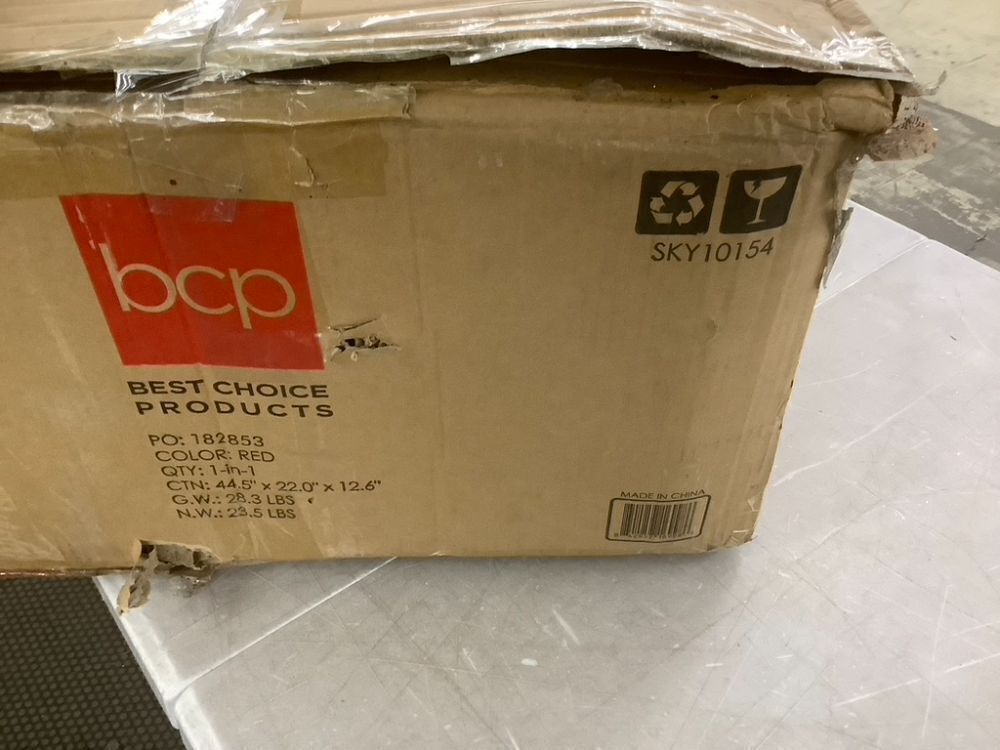 bcp
BEST CHOICE
PRODUCTS
PO: 182853
COLOR: RED
QTY: 1-in-1
CTN: 44.5" x 22.0" x 12.6"
G.W.: 28.3 LBS
N.W.: 23.5 LBS
SKY10154
MADE IN CHINA